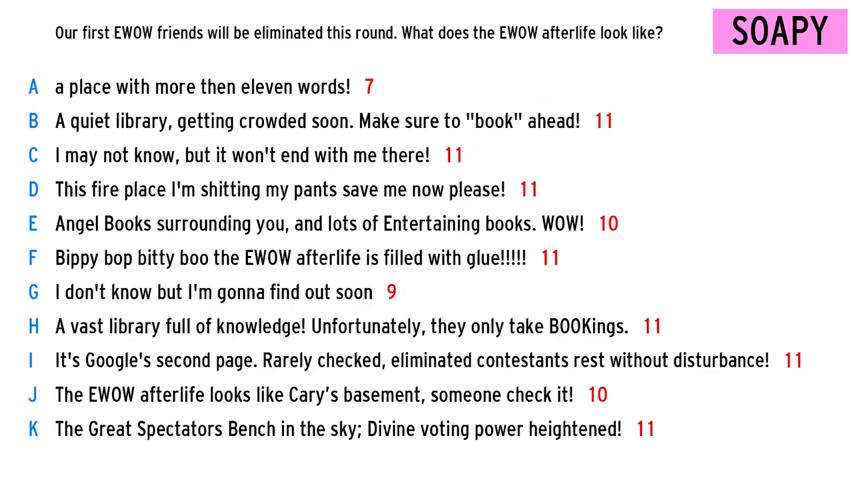 Our first EWOW friends will be eliminated this round. What does the EWOW afterlife look like?
SOAPY
A a place with more then eleven words! 7
B A quiet library, getting crowded soon. Make sure to "book" ahead! 11
C I may not know, but it won't end with me there! 11
D This fire place I'm shitting my pants save me now please! 11
E Angel Books surrounding you, and lots of Entertaining books. WOW! 10
F Bippy bop bitty boo the EWOW afterlife is filled with glue!!!!! 11
G I don't know but I'm gonna find out soon 9
H A vast library full of knowledge! Unfortunately, they only take BOOKings. 11
I It's Google's second page. Rarely checked, eliminated contestants rest without disturbance! 11
J The EWOW afterlife looks like Cary’s basement, someone check it! 10
K The Great Spectators Bench in the sky; Divine voting power heightened! 11